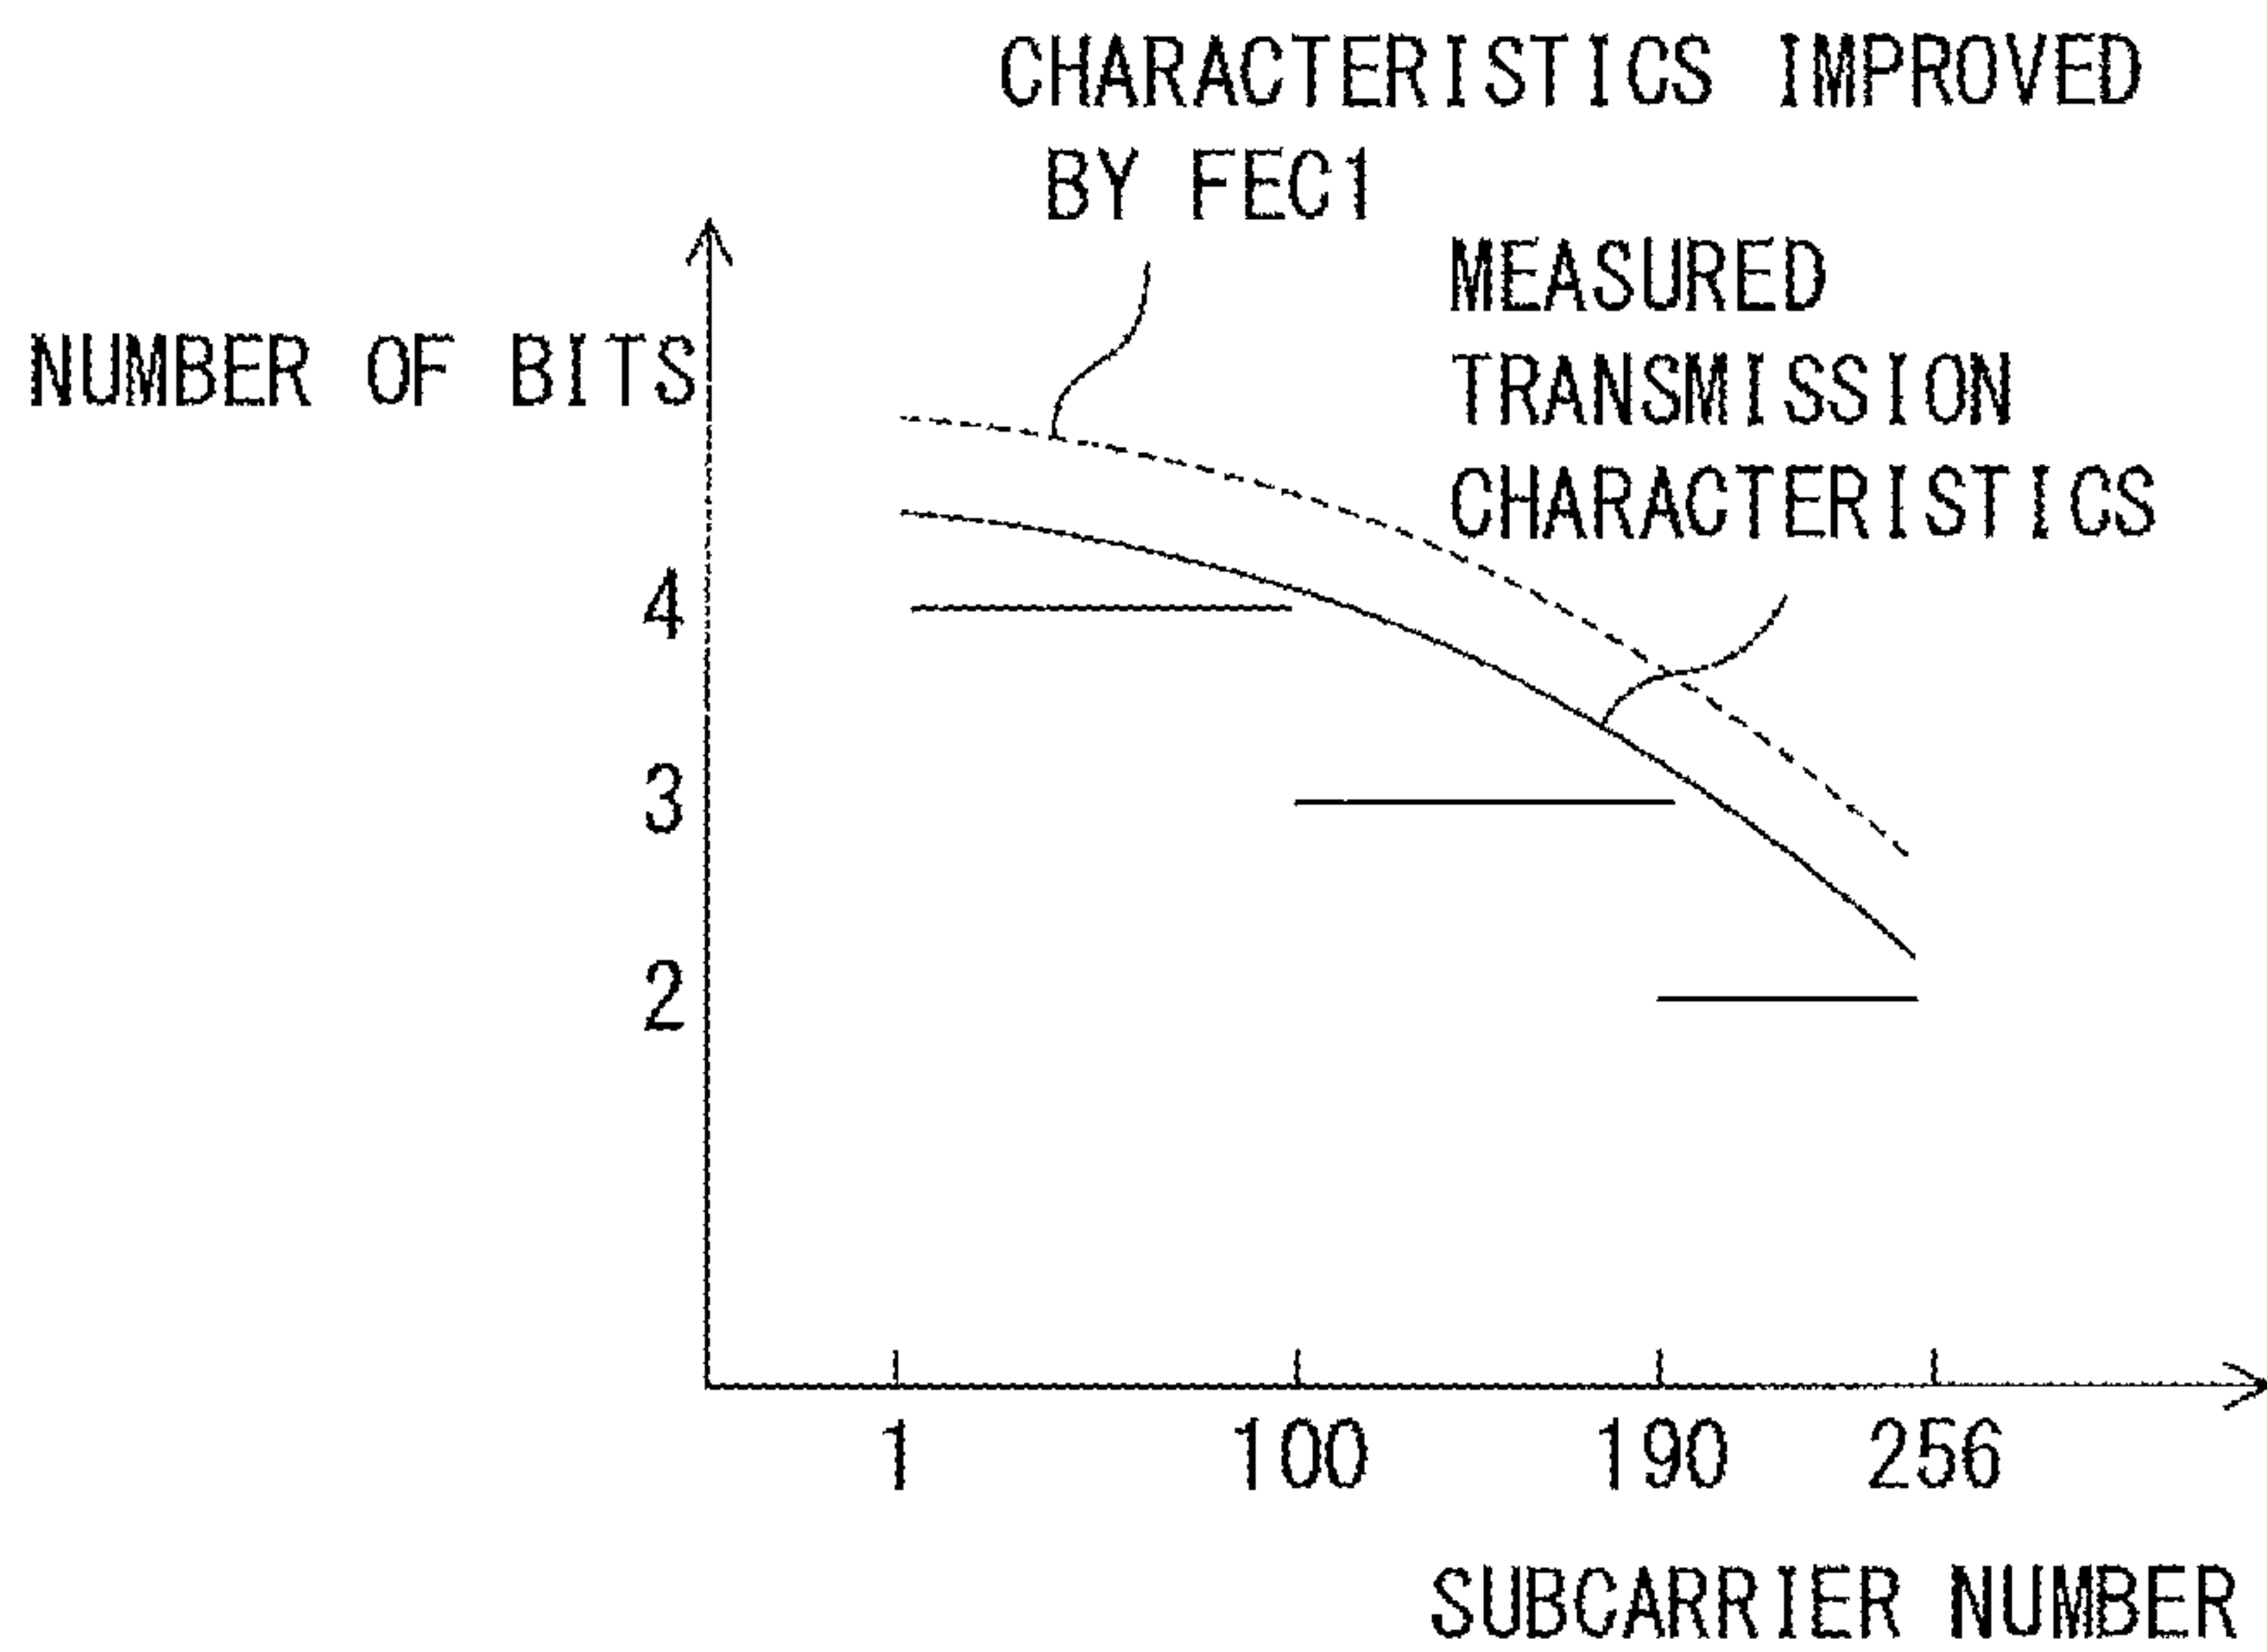 CHARACTERISTICS IMPROVED
BY FEC1
MEASURED
TRANSMISSION
CHARACTERISTICS
NUMBER OF BITS
4
3
2
1 100 190 256
SUBCARRIER NUMBER